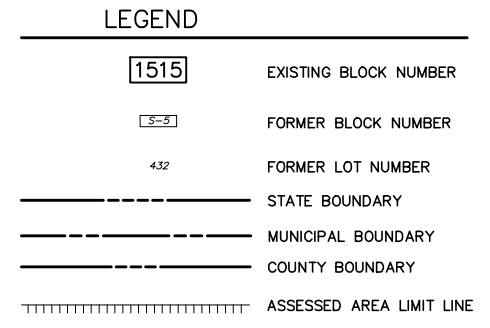 LEGEND
1515 EXISTING BLOCK NUMBER
S-5 FORMER BLOCK NUMBER
432 FORMER LOT NUMBER
STATE BOUNDARY
MUNICIPAL BOUNDARY
COUNTY BOUNDARY
ASSESSED AREA LIMIT LINE